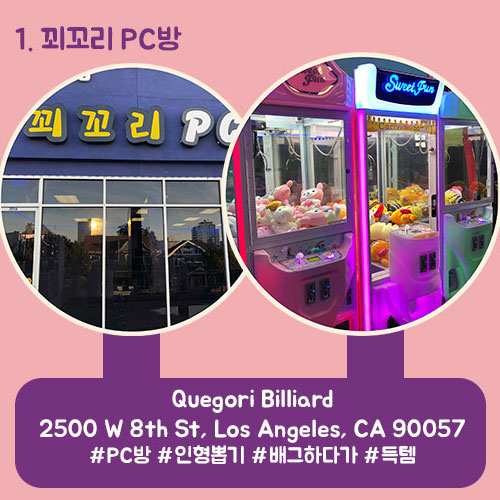 1. 꾀꼬리 PC방
꾀꼬리 PC
Sweet Fun
Quegori Billiard
2500 W 8th St, Los Angeles, CA 90057
#PC방 #인형뽑기 #배그하다가 #득템